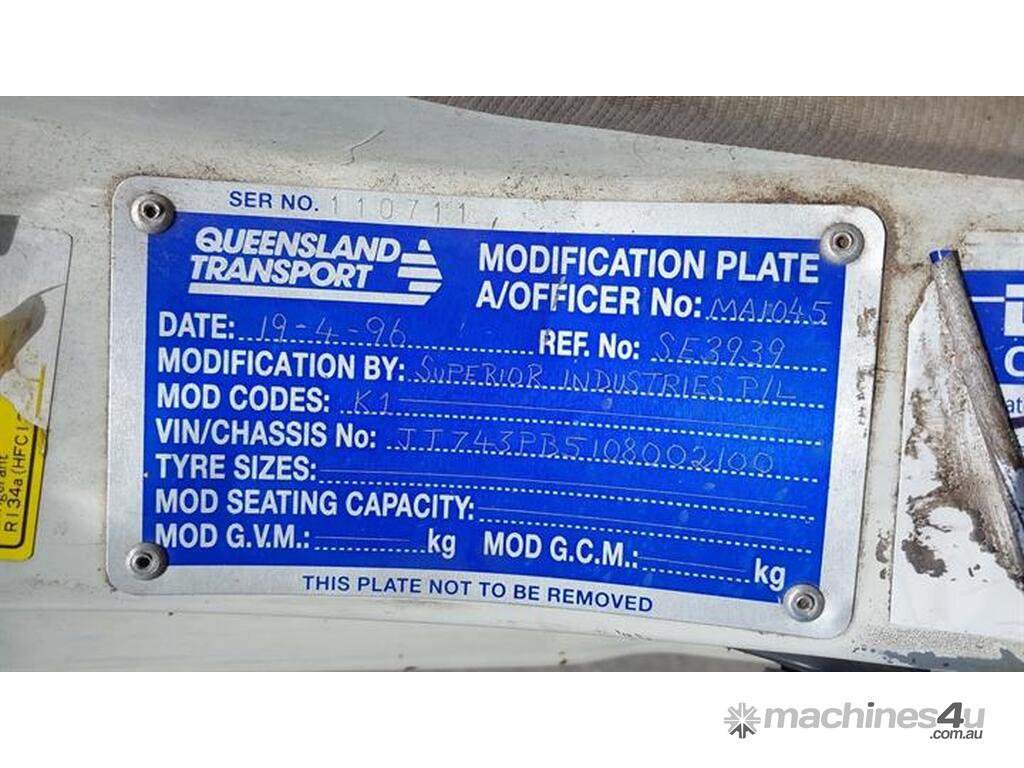 SER NO. 110711
QUEENSLAND
TRANSPORT
MODIFICATION PLATE
A/OFFICER No: MA1045
DATE: 19-4-96 REF. No: SE3939
MODIFICATION BY: SUPERIOR INDUSTRIES P/L
MOD CODES: K1
VIN/CHASSIS No: JT743PB5108002100
TYRE SIZES:
MOD SEATING CAPACITY:
MOD G.V.M.: kg MOD G.C.M.: kg
THIS PLATE NOT TO BE REMOVED
R134a (HFC1
machines4u
.com.au